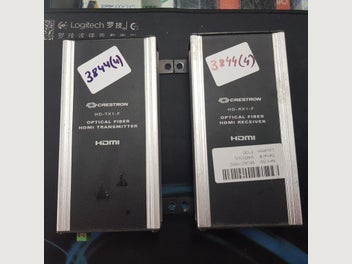 Logitech 罗技
3844(4)
CRESTRON
HD-TX1-F
OPTICAL FIBER
HDMI TRANSMITTER
HDMI
3844(4)
CRESTRON
HD-RX1-F
OPTICAL FIBER
HDMI RECEIVER
HDMI